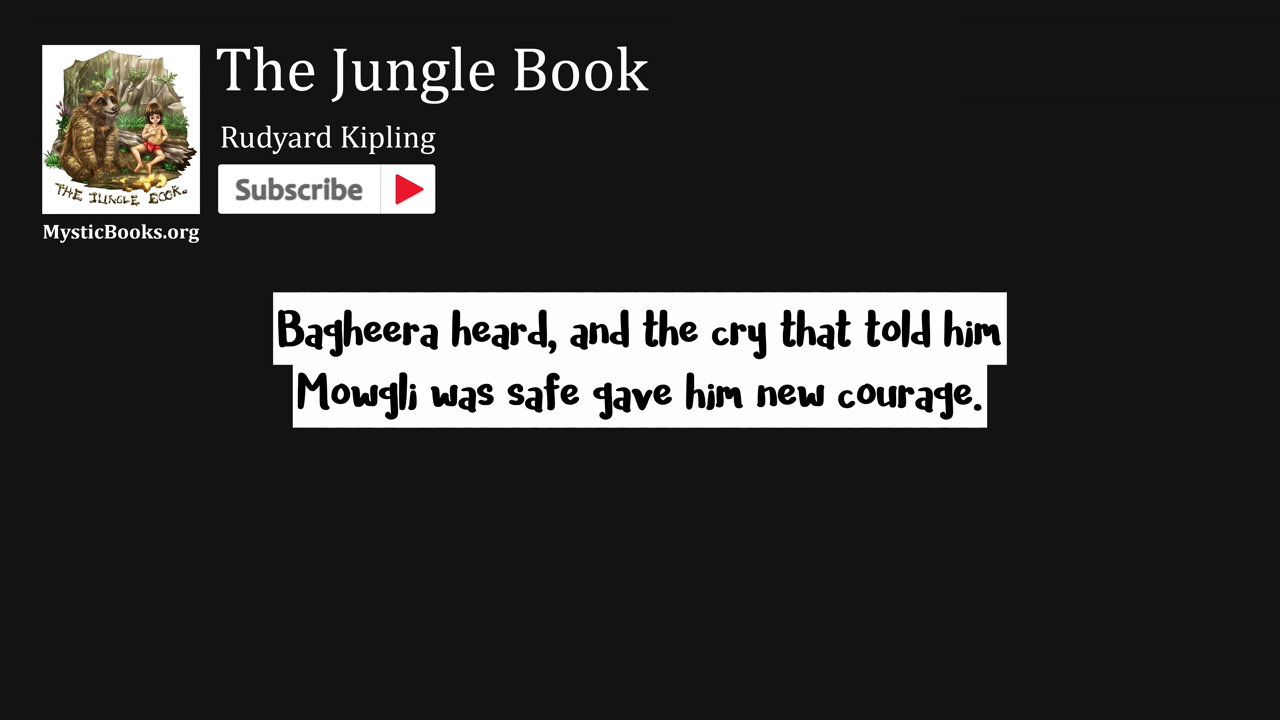 The Jungle Book
Rudyard Kipling
Subscribe
THE JUNGLE BOOK.
MysticBooks.org
Bagheera heard, and the cry that told him
Mowgli was safe gave him new courage.